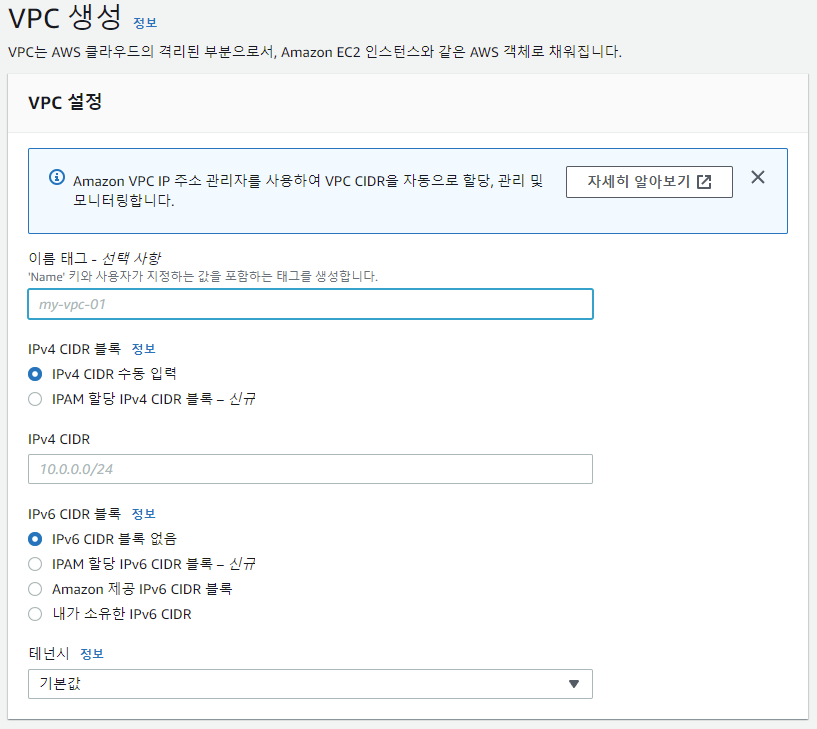 VPC 생성 정보
VPC는 AWS 클라우드의 격리된 부분으로서, Amazon EC2 인스턴스와 같은 AWS 객체로 채워집니다.
VPC 설정
Amazon VPC IP 주소 관리자를 사용하여 VPC CIDR을 자동으로 할당, 관리 및
모니터링합니다.
자세히 알아보기
이름 태그 - 선택 사항
'Name' 키와 사용자가 지정하는 값을 포함하는 태그를 생성합니다.
my-vpc-01
IPv4 CIDR 블록 정보
IPv4 CIDR 수동 입력
IPAM 할당 IPv4 CIDR 블록 – 신규
IPv4 CIDR
10.0.0.0/24
IPv6 CIDR 블록 정보
IPv6 CIDR 블록 없음
IPAM 할당 IPv6 CIDR 블록 – 신규
Amazon 제공 IPv6 CIDR 블록
내가 소유한 IPv6 CIDR
테넌시 정보
기본값